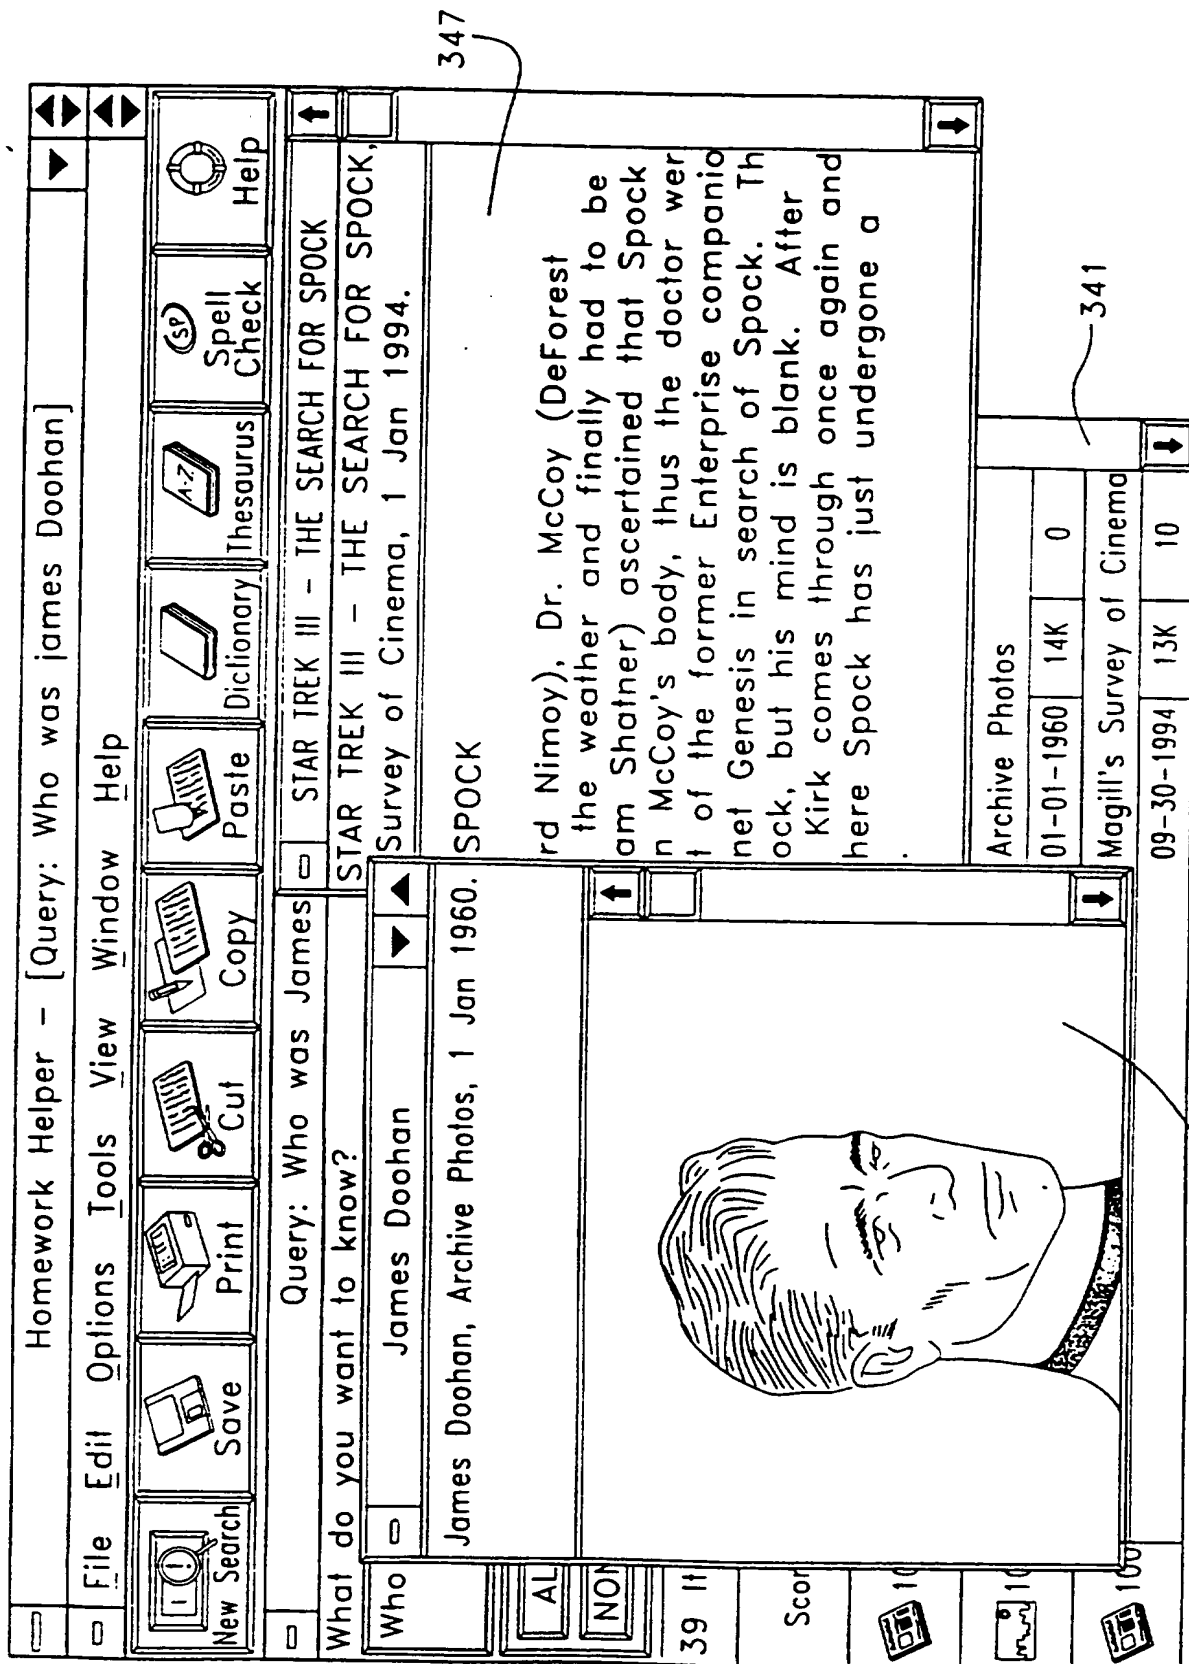 Homework Helper - [Query: Who was james Doohan]
File Edit Options Tools View Window Help
New Search
Save
Print
Cut
Copy
Paste
Dictionary
A-Z
Thesaurus
SP
Spell
Check
Help
Query: Who was James
What do you want to know?
Who
AL
NON
39 It
Scor
10
10
100
James Doohan
James Doohan, Archive Photos, 1 Jan 1960.
STAR TREK III - THE SEARCH FOR SPOCK
STAR TREK III - THE SEARCH FOR SPOCK,
Survey of Cinema, 1 Jan 1994.
SPOCK
rd Nimoy), Dr. McCoy (DeForest
the weather and finally had to be
am Shatner) ascertained that Spock
n McCoy's body, thus the doctor wer
t of the former Enterprise companio
net Genesis in search of Spock. Th
ock, but his mind is blank. After
Kirk comes through once again and
here Spock has just undergone a
347
Archive Photos
01-01-1960 14K 0
Magill's Survey of Cinema
09-30-1994 13K 10
341